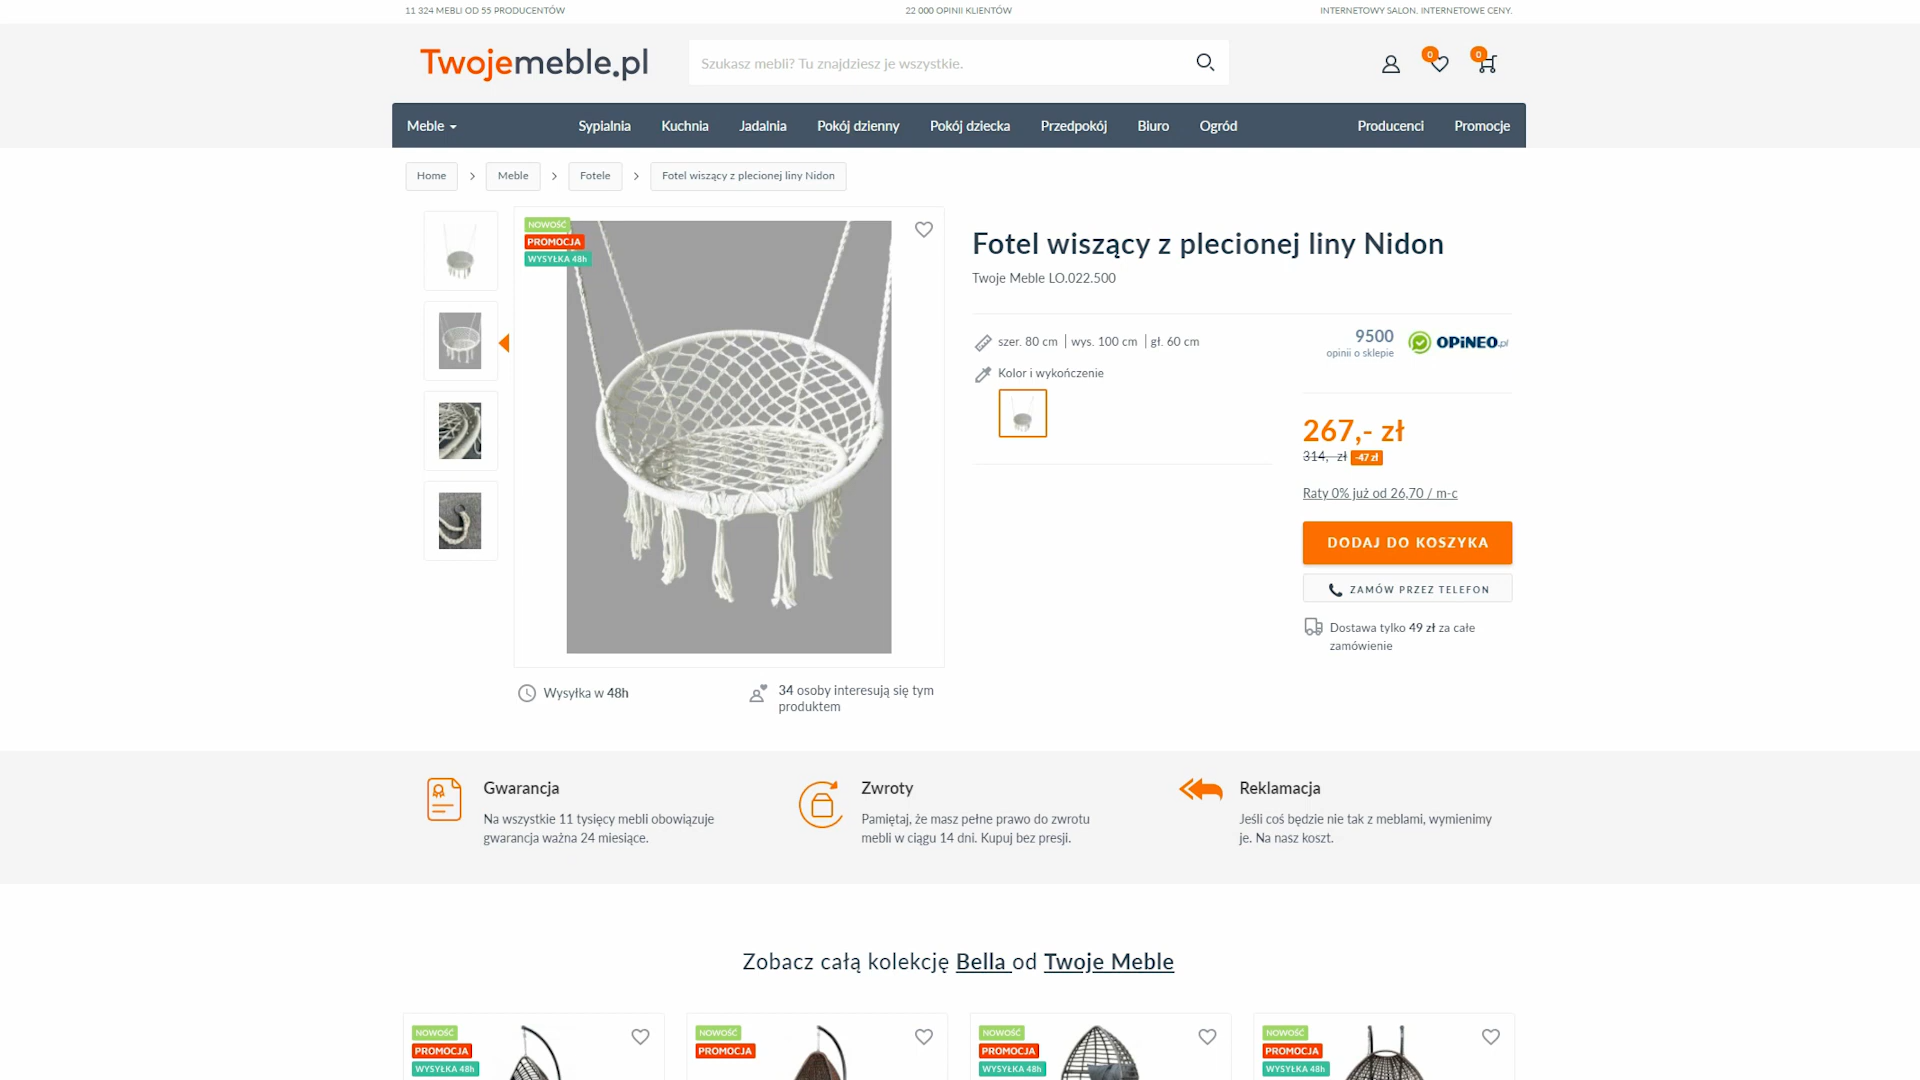 11 324 MEBLI OD 55 PRODUCENTÓW
22 000 OPINII KLIENTÓW
INTERNETOWY SALON. INTERNETOWE CENY.
Twojemeble.pl
Szukasz mebli? Tu znajdziesz je wszystkie.
0
0
Meble
Sypialnia
Kuchnia
Jadalnia
Pokój dzienny
Pokój dziecka
Przedpokój
Biuro
Ogród
Producenci
Promocje
Home
Meble
Fotele
Fotel wiszący z plecionej liny Nidon
NOWOŚĆ
PROMOCJA
WYSYŁKA 48h
Fotel wiszący z plecionej liny Nidon
Twoje Meble LO.022.500
szer. 80 cm | wys. 100 cm | gł. 60 cm
Kolor i wykończenie
9500
opinii o sklepie
OPiNEO.pl
267,- zł
314,- zł -47 zł
Raty 0% już od 26,70 / m-c
DODAJ DO KOSZYKA
ZAMÓW PRZEZ TELEFON
Dostawa tylko 49 zł za całe
zamówienie
Wysyłka w 48h
34 osoby interesują się tym
produktem
Gwarancja
Na wszystkie 11 tysięcy mebli obowiązuje
gwarancja ważna 24 miesiące.
Zwroty
Pamiętaj, że masz pełne prawo do zwrotu
mebli w ciągu 14 dni. Kupuj bez presji.
Reklamacja
Jeśli coś będzie nie tak z meblami, wymienimy
je. Na nasz koszt.
Zobacz całą kolekcję Bella od Twoje Meble
NOWOŚĆ
PROMOCJA
WYSYŁKA 48h
NOWOŚĆ
PROMOCJA
NOWOŚĆ
PROMOCJA
WYSYŁKA 48h
NOWOŚĆ
PROMOCJA
WYSYŁKA 48h